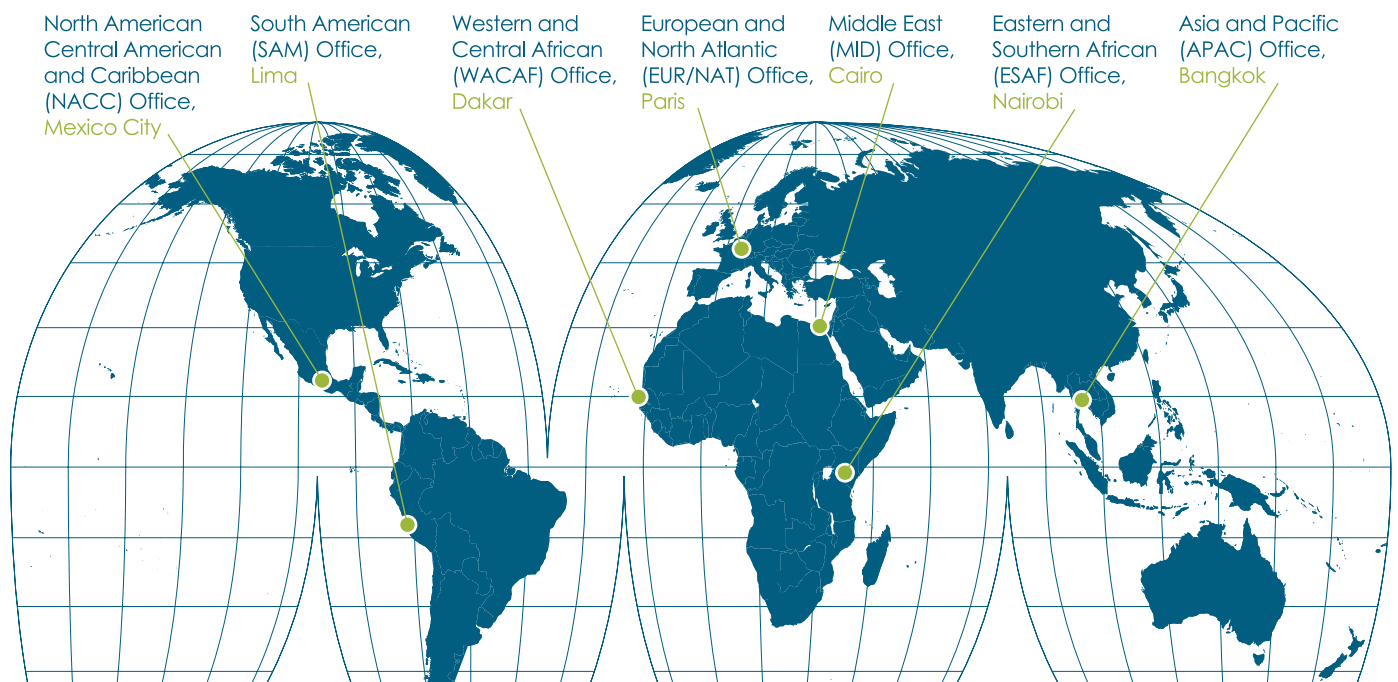 North American
Central American
and Caribbean
(NACC) Office,
Mexico City
South American
(SAM) Office,
Lima
Western and
Central African
(WACAF) Office,
Dakar
European and
North Atlantic
(EUR/NAT) Office,
Paris
Middle East
(MID) Office,
Cairo
Eastern and
Southern African
(ESAF) Office,
Nairobi
Asia and Pacific
(APAC) Office,
Bangkok